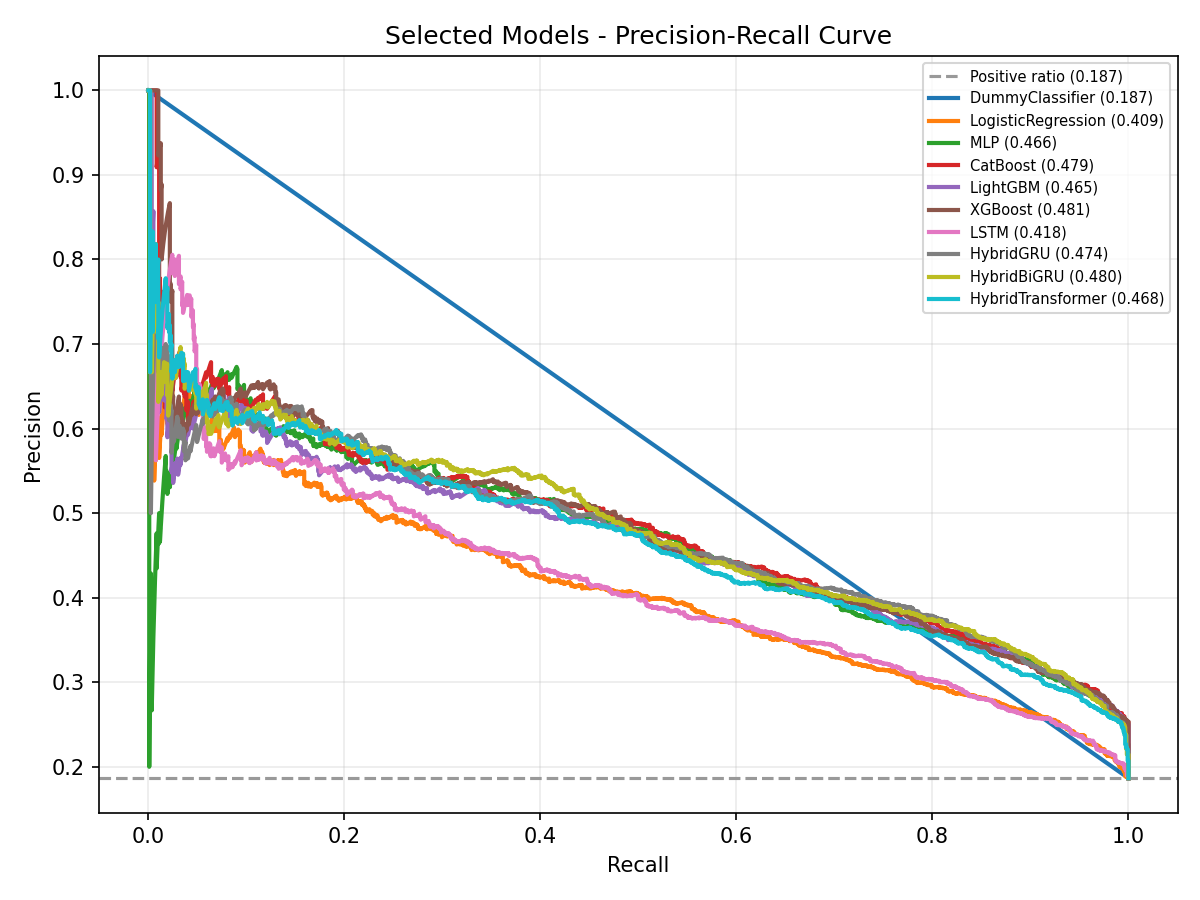 Selected Models - Precision-Recall Curve
Positive ratio (0.187)
DummyClassifier (0.187)
LogisticRegression (0.409)
MLP (0.466)
CatBoost (0.479)
LightGBM (0.465)
XGBoost (0.481)
LSTM (0.418)
HybridGRU (0.474)
HybridBiGRU (0.480)
HybridTransformer (0.468)
Precision
1.0
0.9
0.8
0.7
0.6
0.5
0.4
0.3
0.2
0.0 0.2 0.4 0.6 0.8 1.0
Recall